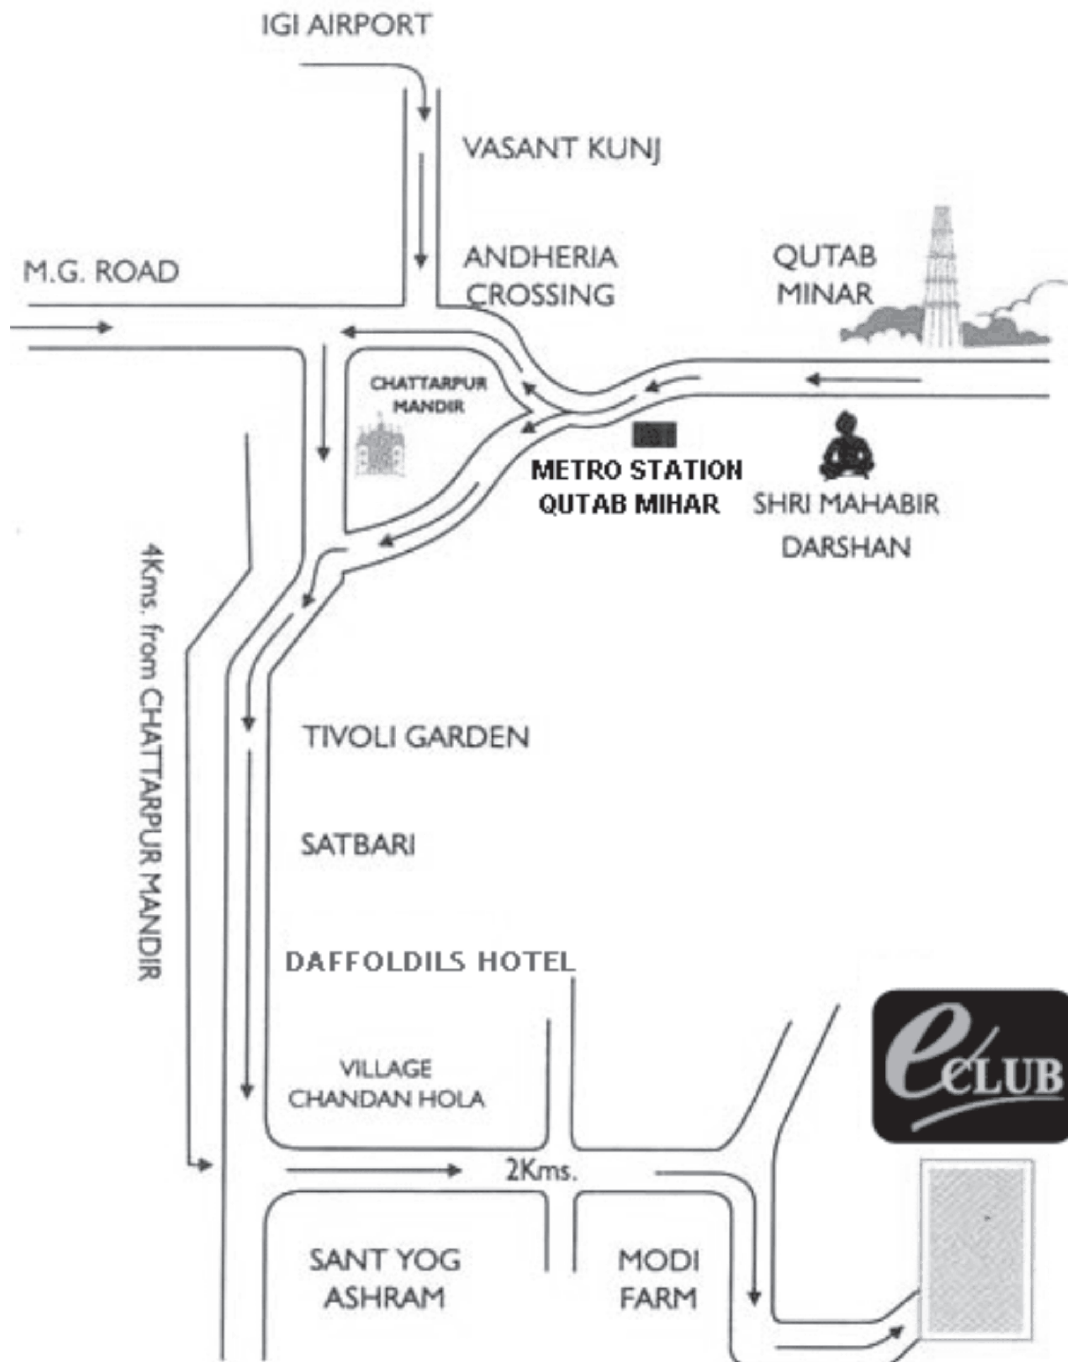 IGI AIRPORT
VASANT KUNJ
M.G. ROAD
ANDHERIA
CROSSING
QUTAB
MINAR
CHATTARPUR
MANDIR
METRO STATION
QUTAB MIHAR
SHRI MAHABIR
DARSHAN
4Kms. from CHATTARPUR MANDIR
TIVOLI GARDEN
SATBARI
DAFFOLDILS HOTEL
VILLAGE
CHANDAN HOLA
e CLUB
2Kms.
SANT YOG
ASHRAM
MODI
FARM